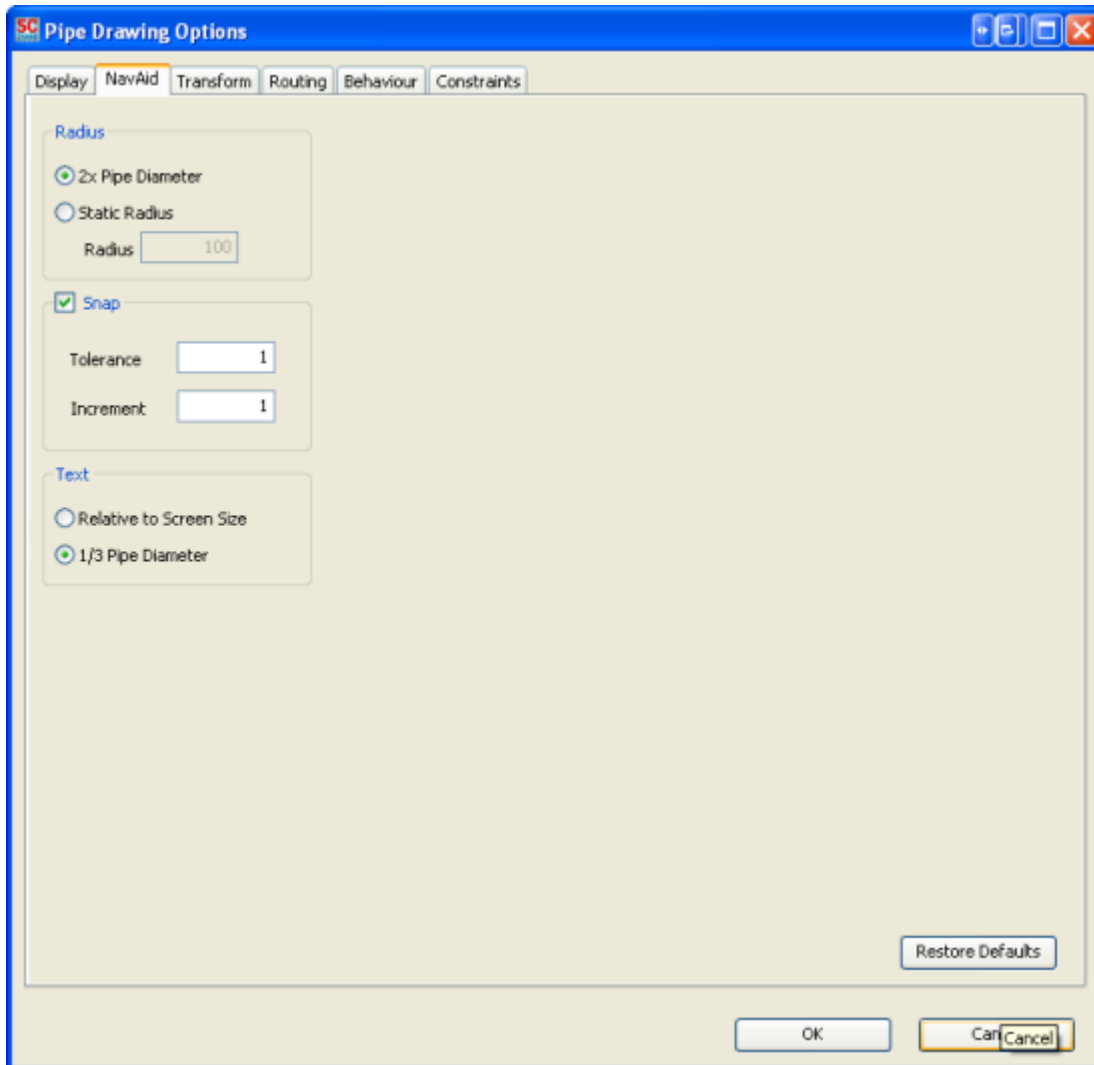 SC Pipe Drawing Options
Display NavAid Transform Routing Behaviour Constraints
Radius
2x Pipe Diameter
Static Radius
Radius 100
Snap
Tolerance 1
Increment 1
Text
Relative to Screen Size
1/3 Pipe Diameter
Restore Defaults
OK Can Cancel